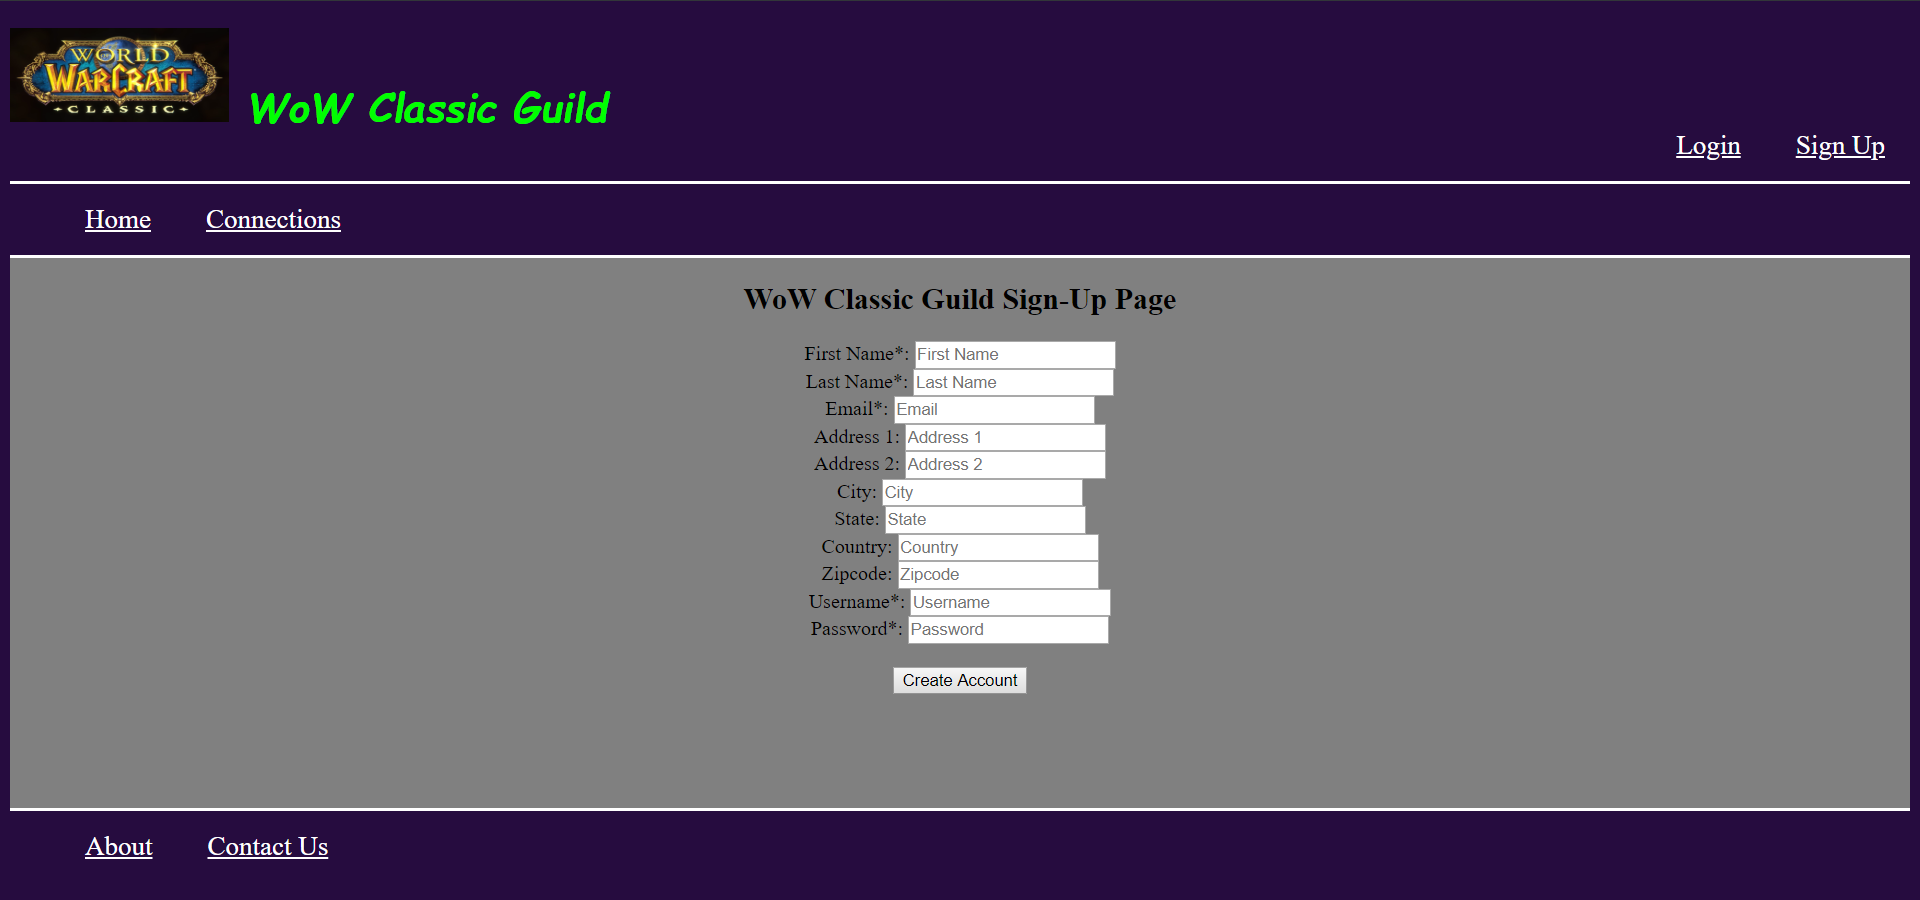 WORLD
WARCRAFT
CLASSIC
WoW Classic Guild
Login Sign Up
Home Connections
WoW Classic Guild Sign-Up Page
First Name*: First Name
Last Name*: Last Name
Email*: Email
Address 1: Address 1
Address 2: Address 2
City: City
State: State
Country: Country
Zipcode: Zipcode
Username*: Username
Password*: Password
Create Account
About Contact Us